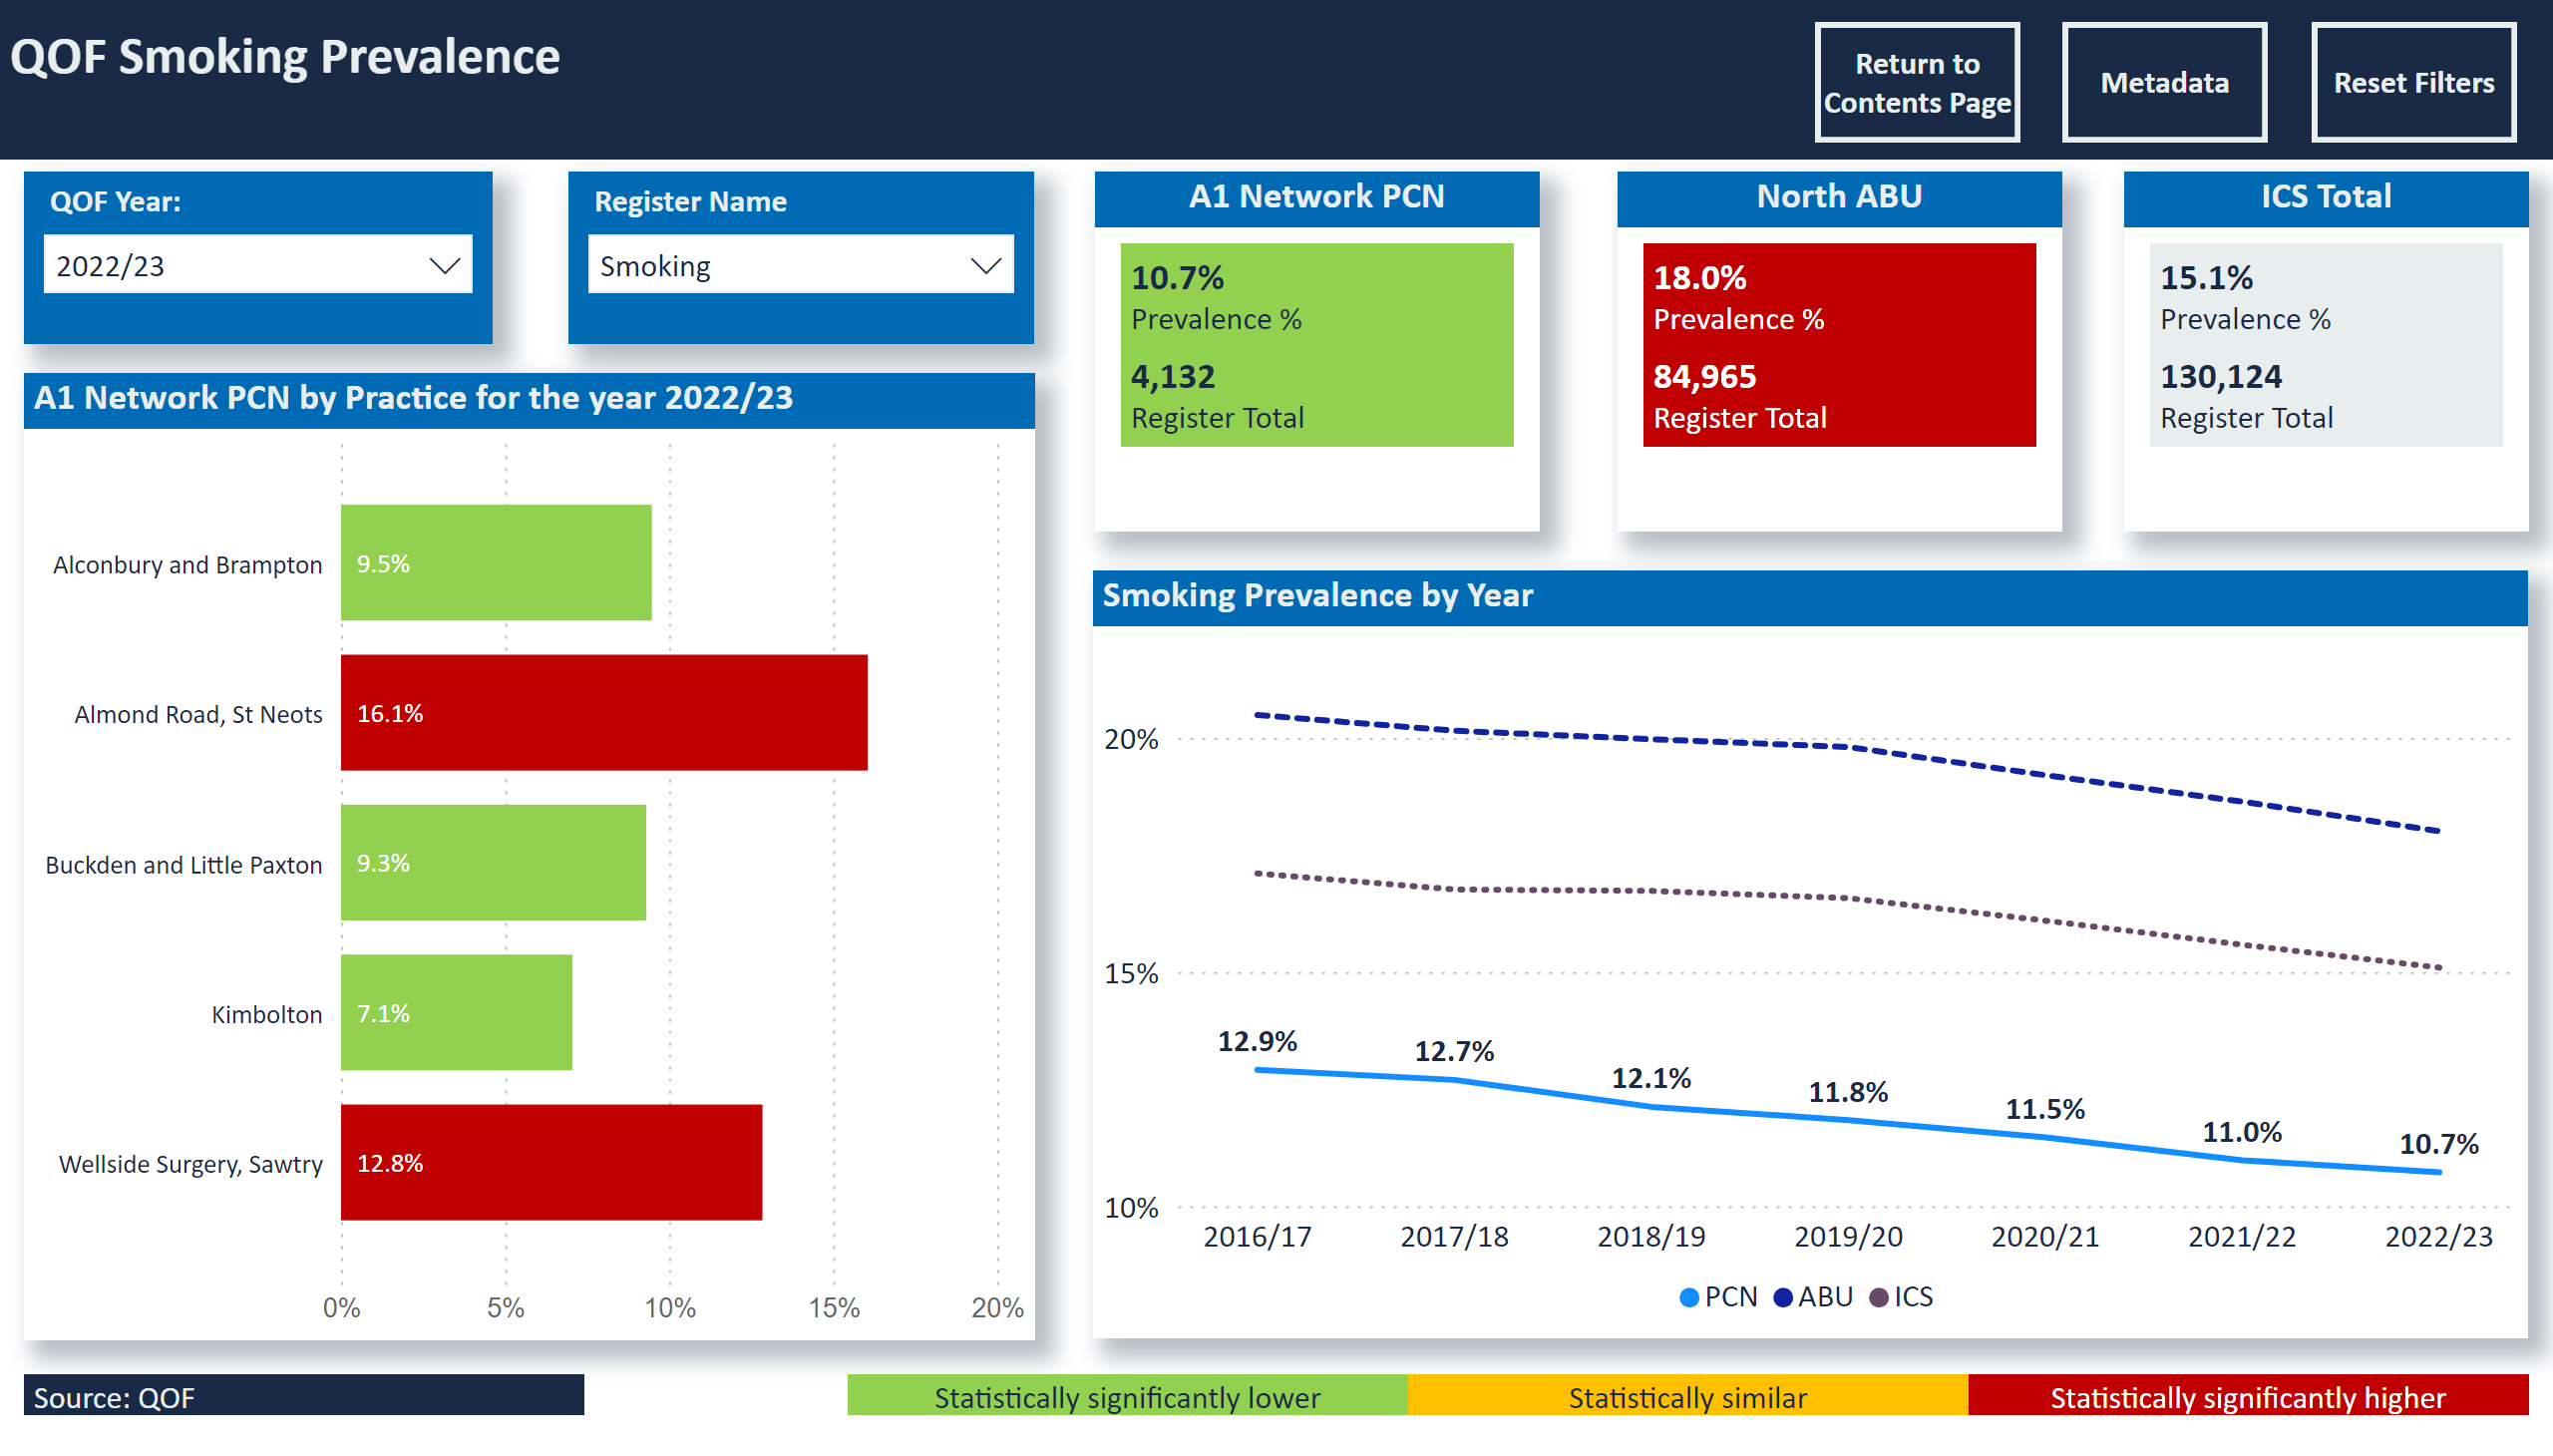 QOF Smoking Prevalence
Return to
Contents Page
Metadata
Reset Filters
QOF Year:
2022/23
Register Name
Smoking
A1 Network PCN
10.7%
Prevalence %
4,132
Register Total
North ABU
18.0%
Prevalence %
84,965
Register Total
ICS Total
15.1%
Prevalence %
130,124
Register Total
A1 Network PCN by Practice for the year 2022/23
Alconbury and Brampton
9.5%
Almond Road, St Neots
16.1%
Buckden and Little Paxton
9.3%
Kimbolton
7.1%
Wellside Surgery, Sawtry
12.8%
0% 5% 10% 15% 20%
Smoking Prevalence by Year
20%
15%
10%
12.9% 12.7% 12.1% 11.8% 11.5% 11.0% 10.7%
2016/17 2017/18 2018/19 2019/20 2020/21 2021/22 2022/23
PCN ABU ICS
Source: QOF
Statistically significantly lower
Statistically similar
Statistically significantly higher